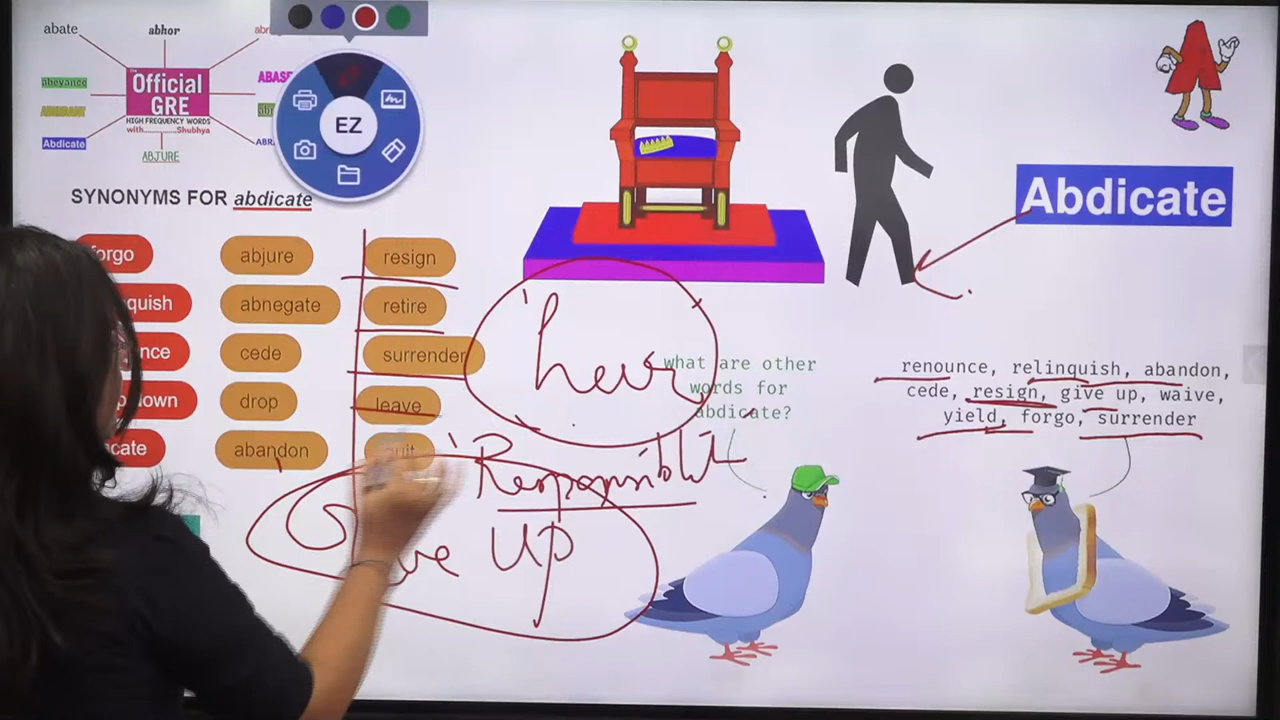 abate
abhor
abeyance
ABASE
The Official GRE
HIGH FREQUENCY WORDS
with Shubhya
Abdicate
ABJURE
EZ
SYNONYMS FOR abdicate
abjure
resign
abnegate
retire
cede
surrender
drop
leave
abandon
quit
Abdicate
what are other
words for
abdicate?
renounce, relinquish, abandon,
cede, resign, give up, waive,
yield, forgo, surrender
heir
Give UP